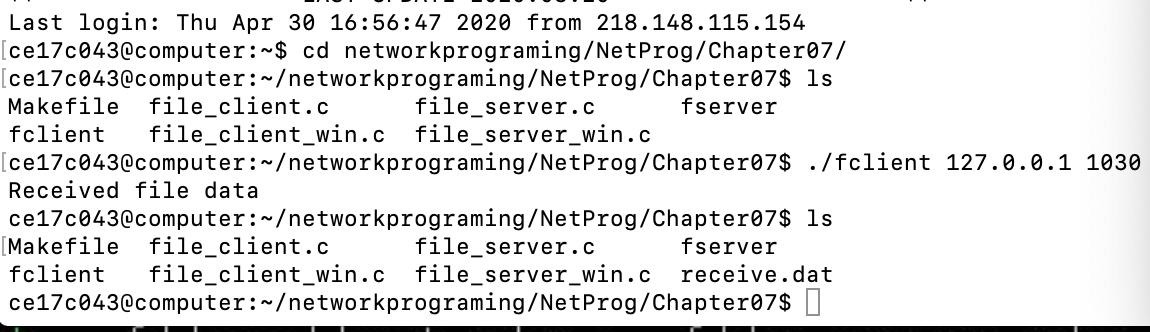 Last login: Thu Apr 30 16:56:47 2020 from 218.148.115.154
[ce17c043@computer:~$ cd networkprograming/NetProg/Chapter07/
[ce17c043@computer:~/networkprograming/NetProg/Chapter07$ ls
Makefile  file_client.c      file_server.c      fserver
fclient   file_client_win.c  file_server_win.c
[ce17c043@computer:~/networkprograming/NetProg/Chapter07$ ./fclient 127.0.0.1 1030
Received file data
ce17c043@computer:~/networkprograming/NetProg/Chapter07$ ls
[Makefile  file_client.c      file_server.c      fserver
fclient   file_client_win.c  file_server_win.c  receive.dat
ce17c043@computer:~/networkprograming/NetProg/Chapter07$